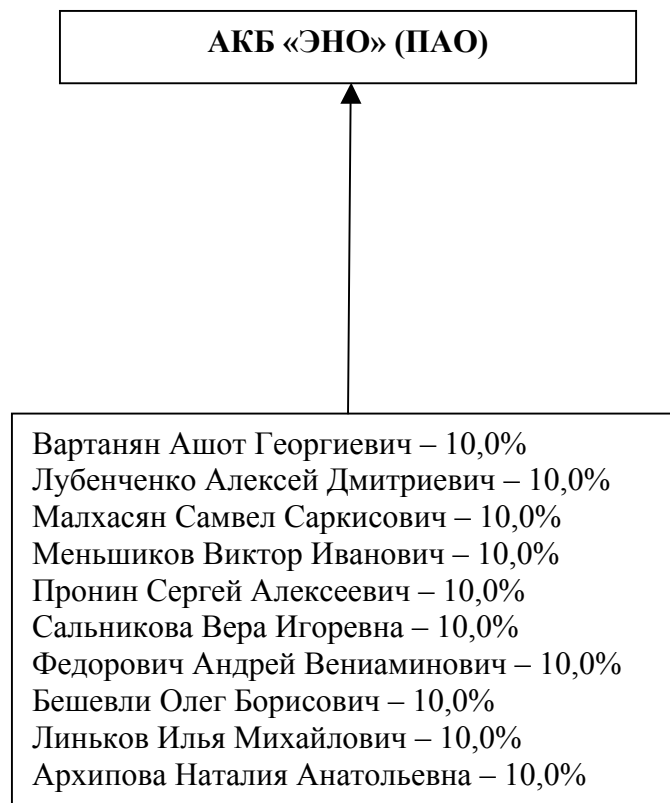 АКБ «ЭНО» (ПАО)
Вартанян Ашот Георгиевич – 10,0%
Лубенченко Алексей Дмитриевич – 10,0%
Малхасян Самвел Саркисович – 10,0%
Меньшиков Виктор Иванович – 10,0%
Пронин Сергей Алексеевич – 10,0%
Сальникова Вера Игоревна – 10,0%
Федорович Андрей Вениаминович – 10,0%
Бешевли Олег Борисович – 10,0%
Линьков Илья Михайлович – 10,0%
Архипова Наталия Анатольевна – 10,0%